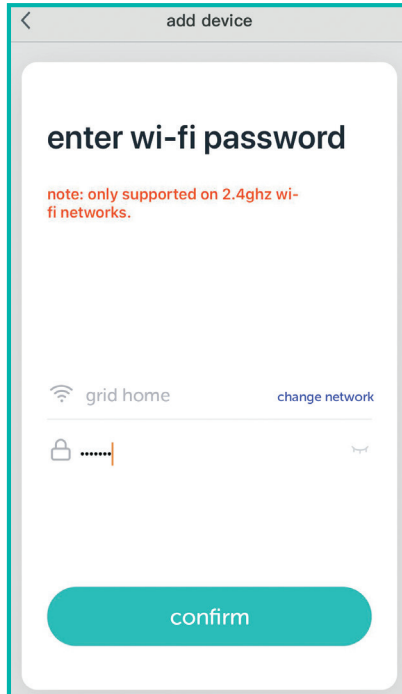 add device
enter wi-fi password
note: only supported on 2.4ghz wi-
fi networks.
grid home
change network
•••••••
confirm